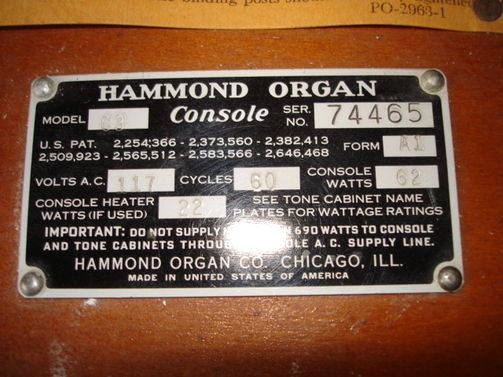 binding posts should
PO-2963-1
HAMMOND ORGAN
MODEL C3 Console SER. NO. 74465
U.S. PAT. 2,254,366 - 2,373,560 - 2,382,413
2,509,923 - 2,565,512 - 2,583,566 - 2,646,468
FORM A1
VOLTS A.C. 117 CYCLES 60 CONSOLE WATTS 62
CONSOLE HEATER WATTS (IF USED) 22 SEE TONE CABINET NAME PLATES FOR WATTAGE RATINGS
IMPORTANT: DO NOT SUPPLY 690 WATTS TO CONSOLE
AND TONE CABINETS A.C. SUPPLY LINE.
HAMMOND ORGAN CO. CHICAGO, ILL.
MADE IN UNITED STATES OF AMERICA